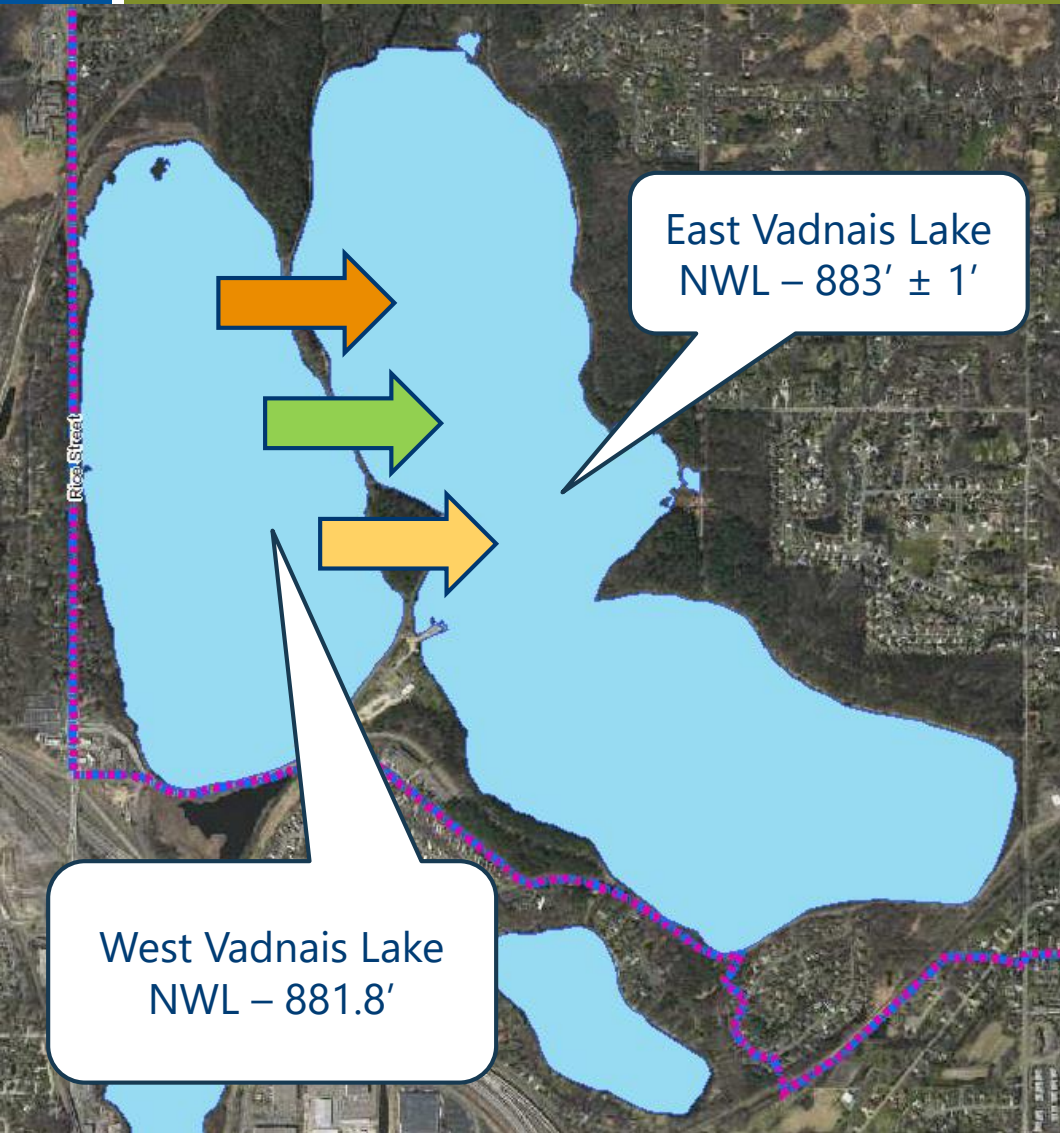 East Vadnais Lake
NWL – 883’ ± 1’
Rice Street
West Vadnais Lake
NWL – 881.8’